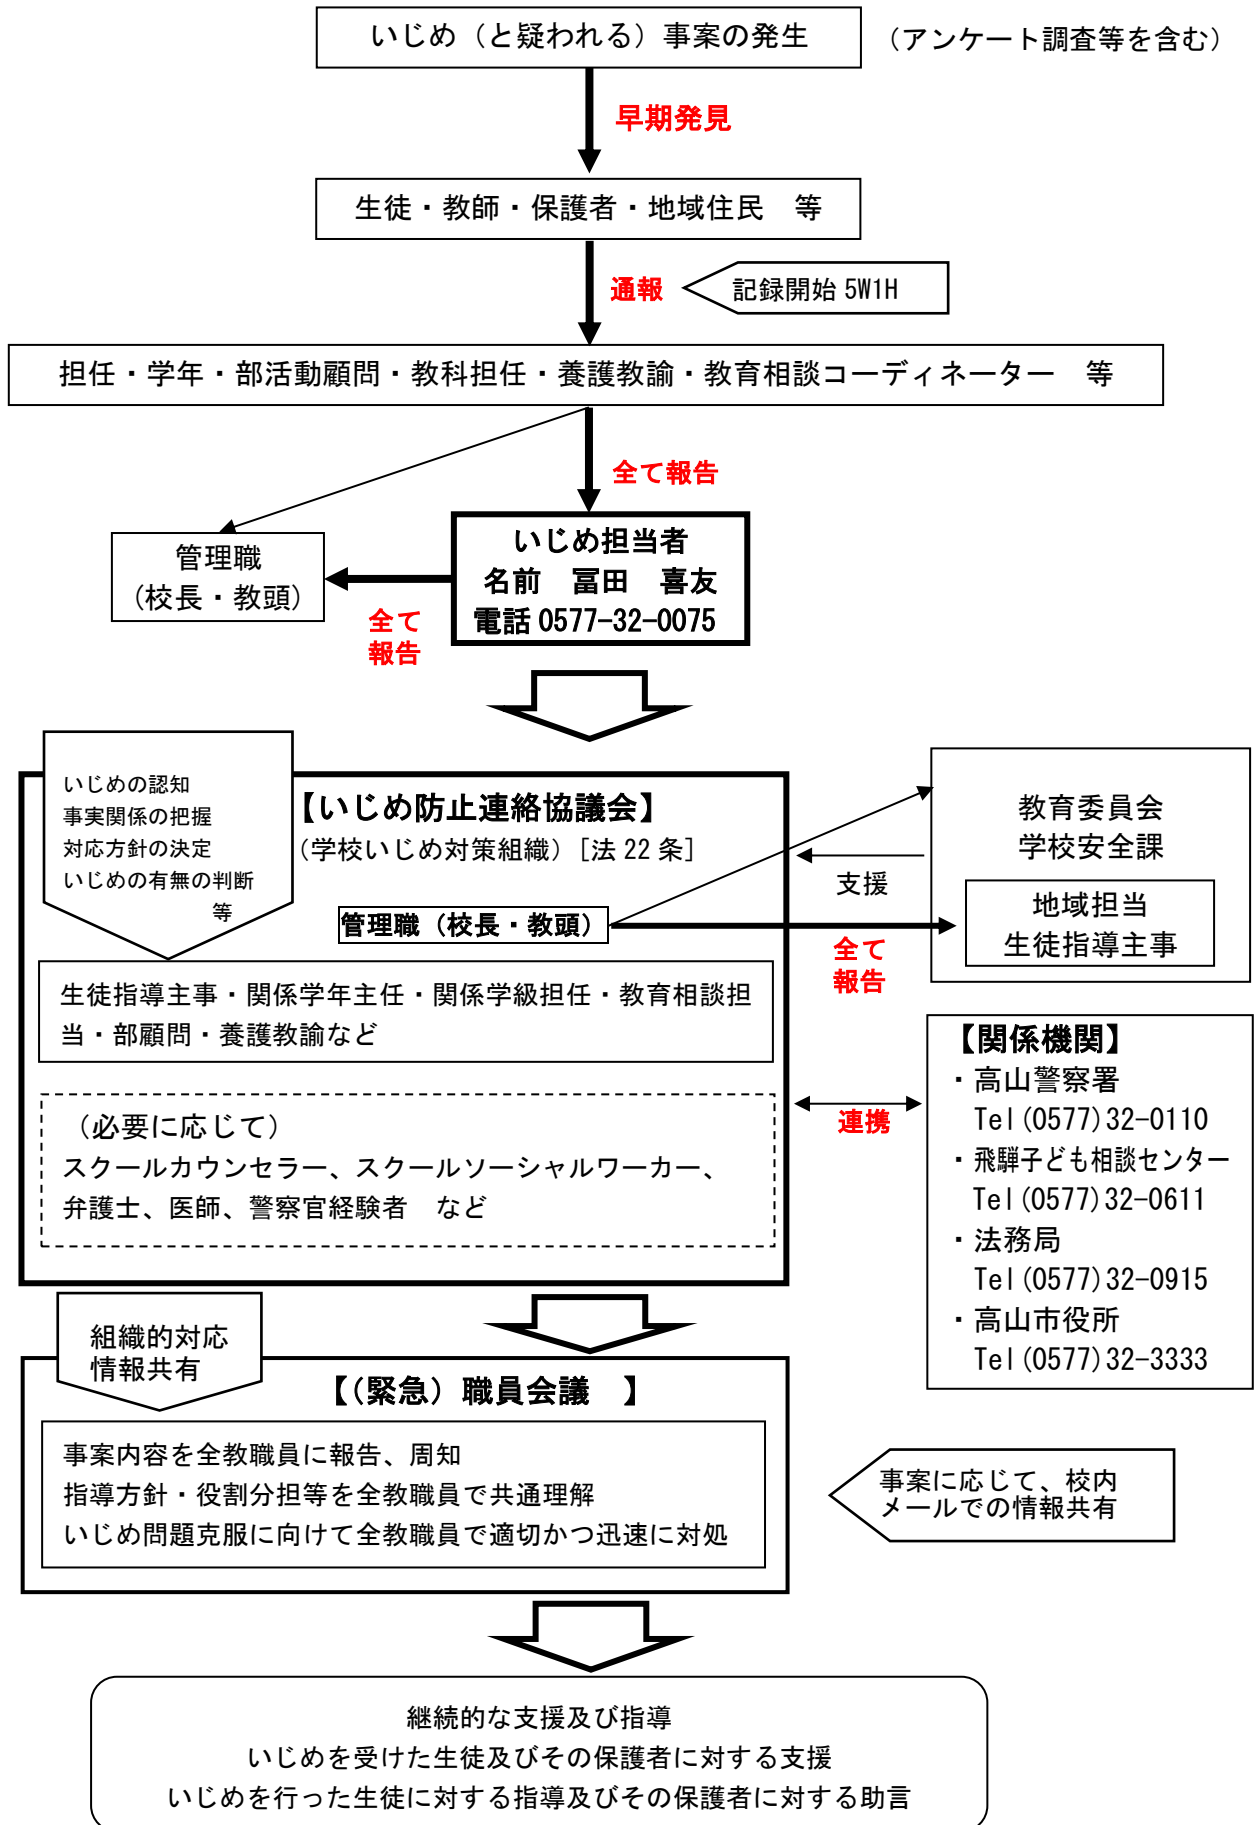 いじめ（と疑われる）事案の発生
（アンケート調査等を含む）
早期発見
生徒・教師・保護者・地域住民　等
通報
記録開始 5W1H
担任・学年・部活動顧問・教科担任・養護教諭・教育相談コーディネーター　等
全て報告
管理職
（校長・教頭）
いじめ担当者
名前　冨田　喜友
電話 0577-32-0075
全て
報告
いじめの認知
事実関係の把握
対応方針の決定
いじめの有無の判断
等
【いじめ防止連絡協議会】
（学校いじめ対策組織）［法 22 条］
管理職（校長・教頭）
支援
教育委員会
学校安全課
地域担当
生徒指導主事
全て
報告
生徒指導主事・関係学年主任・関係学級担任・教育相談担
当・部顧問・養護教諭など
（必要に応じて）
スクールカウンセラー、スクールソーシャルワーカー、
弁護士、医師、警察官経験者　など
連携
【関係機関】
・高山警察署
Tel(0577)32-0110
・飛騨子ども相談センター
Tel(0577)32-0611
・法務局
Tel(0577)32-0915
・高山市役所
Tel(0577)32-3333
組織的対応
情報共有
【（緊急）職員会議　】
事案内容を全教職員に報告、周知
指導方針・役割分担等を全教職員で共通理解
いじめ問題克服に向けて全教職員で適切かつ迅速に対処
事案に応じて、校内
メールでの情報共有
継続的な支援及び指導
いじめを受けた生徒及びその保護者に対する支援
いじめを行った生徒に対する指導及びその保護者に対する助言